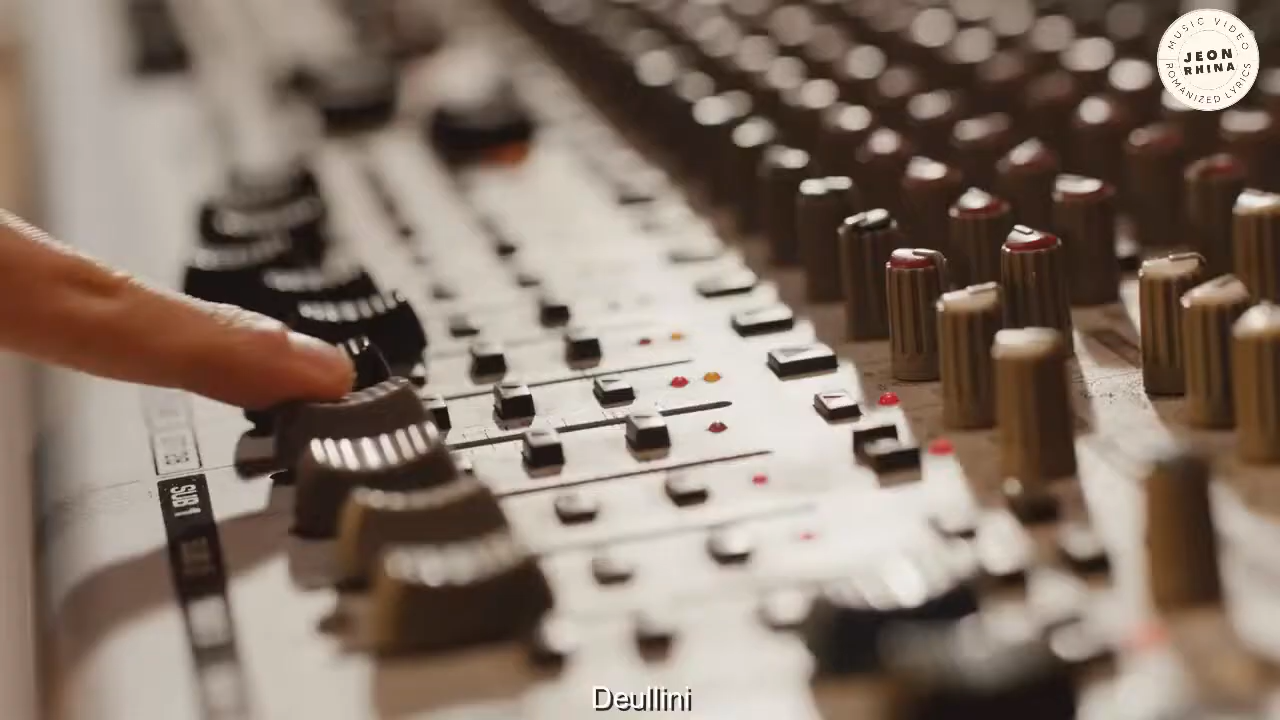 MUSIC VIDEO
JEON
RHINA
ROMANIZED LYRICS
SUB 1
Deullini